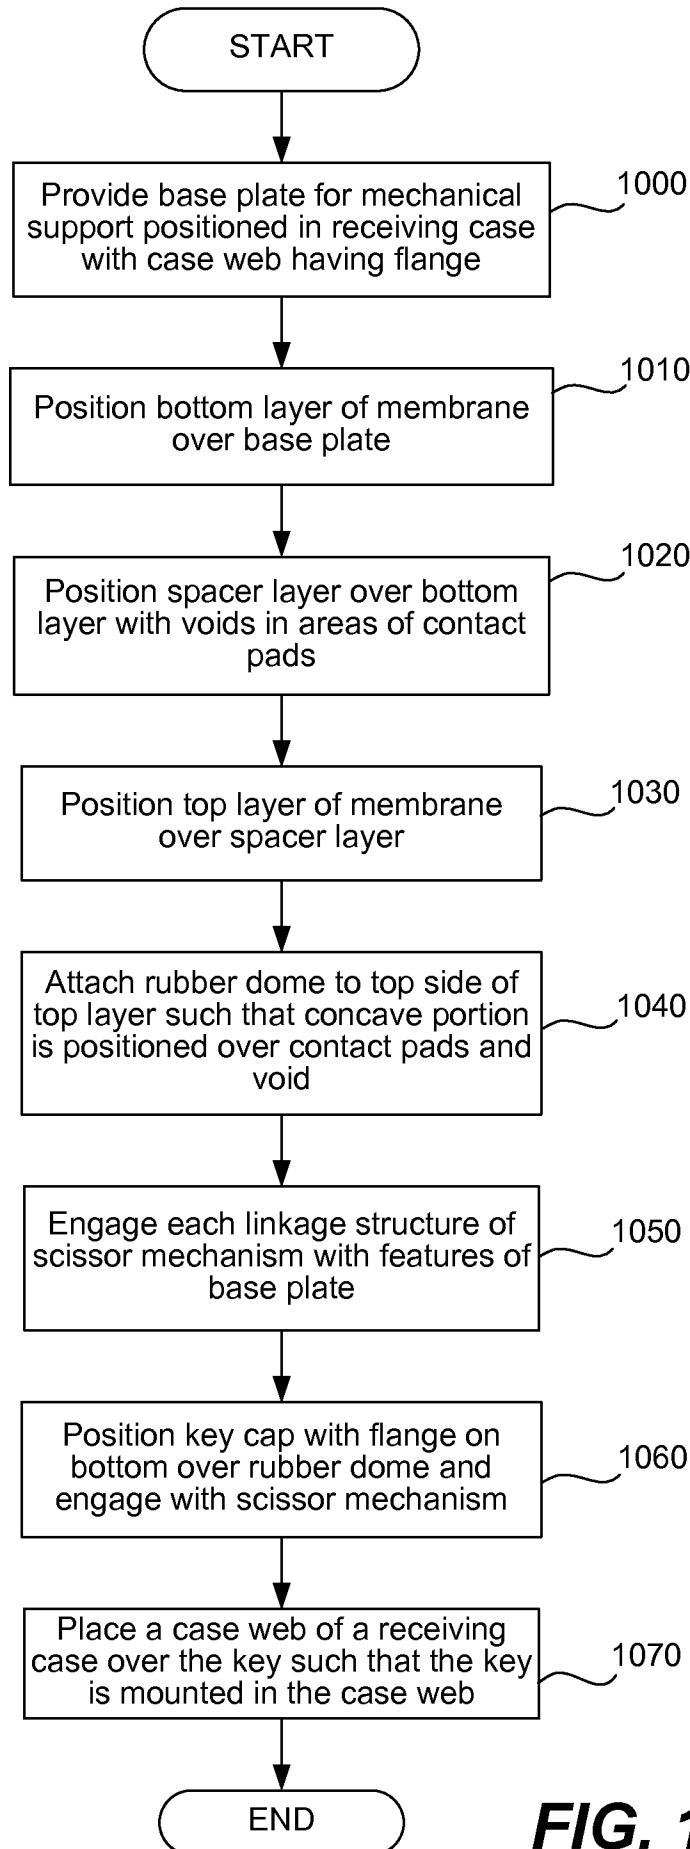 START
Provide base plate for mechanical
support positioned in receiving case
with case web having flange
1000
Position bottom layer of membrane
over base plate
1010
Position spacer layer over bottom
layer with voids in areas of contact
pads
1020
Position top layer of membrane
over spacer layer
1030
Attach rubber dome to top side of
top layer such that concave portion
is positioned over contact pads and
void
1040
Engage each linkage structure of
scissor mechanism with features of
base plate
1050
Position key cap with flange on
bottom over rubber dome and
engage with scissor mechanism
1060
Place a case web of a receiving
case over the key such that the key
is mounted in the case web
1070
END
FIG.